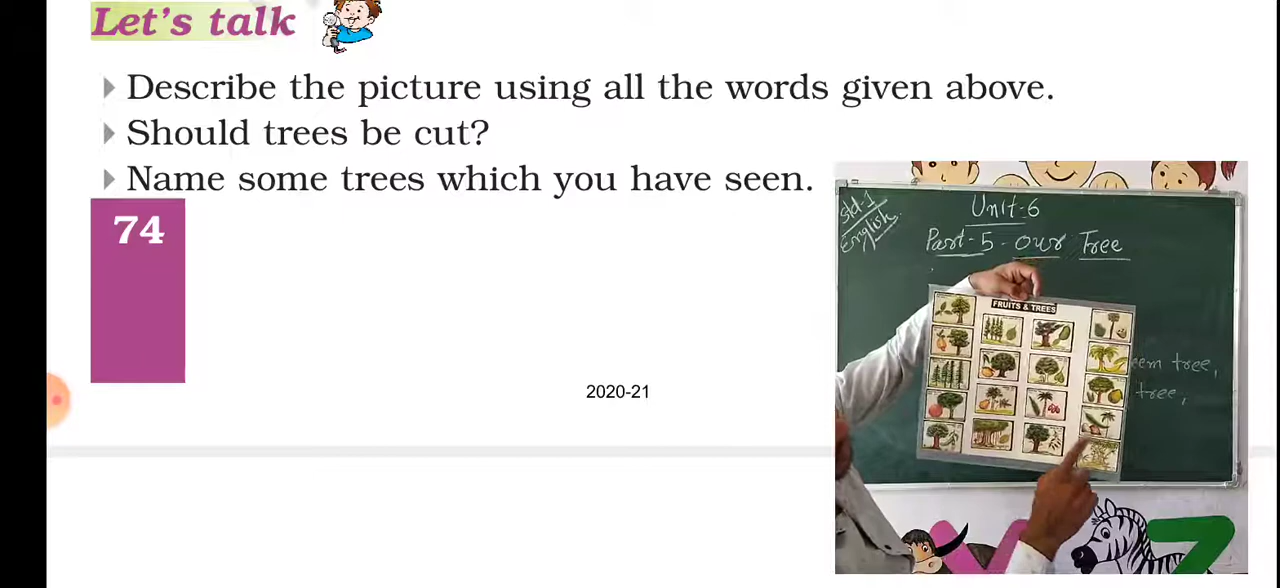 Let's talk
Describe the picture using all the words given above.
Should trees be cut?
Name some trees which you have seen.
74
2020-21
Std-1
English
Unit-6
Part-5-our Tree
FRUITS & TREES
eem tree,
tree,
Z